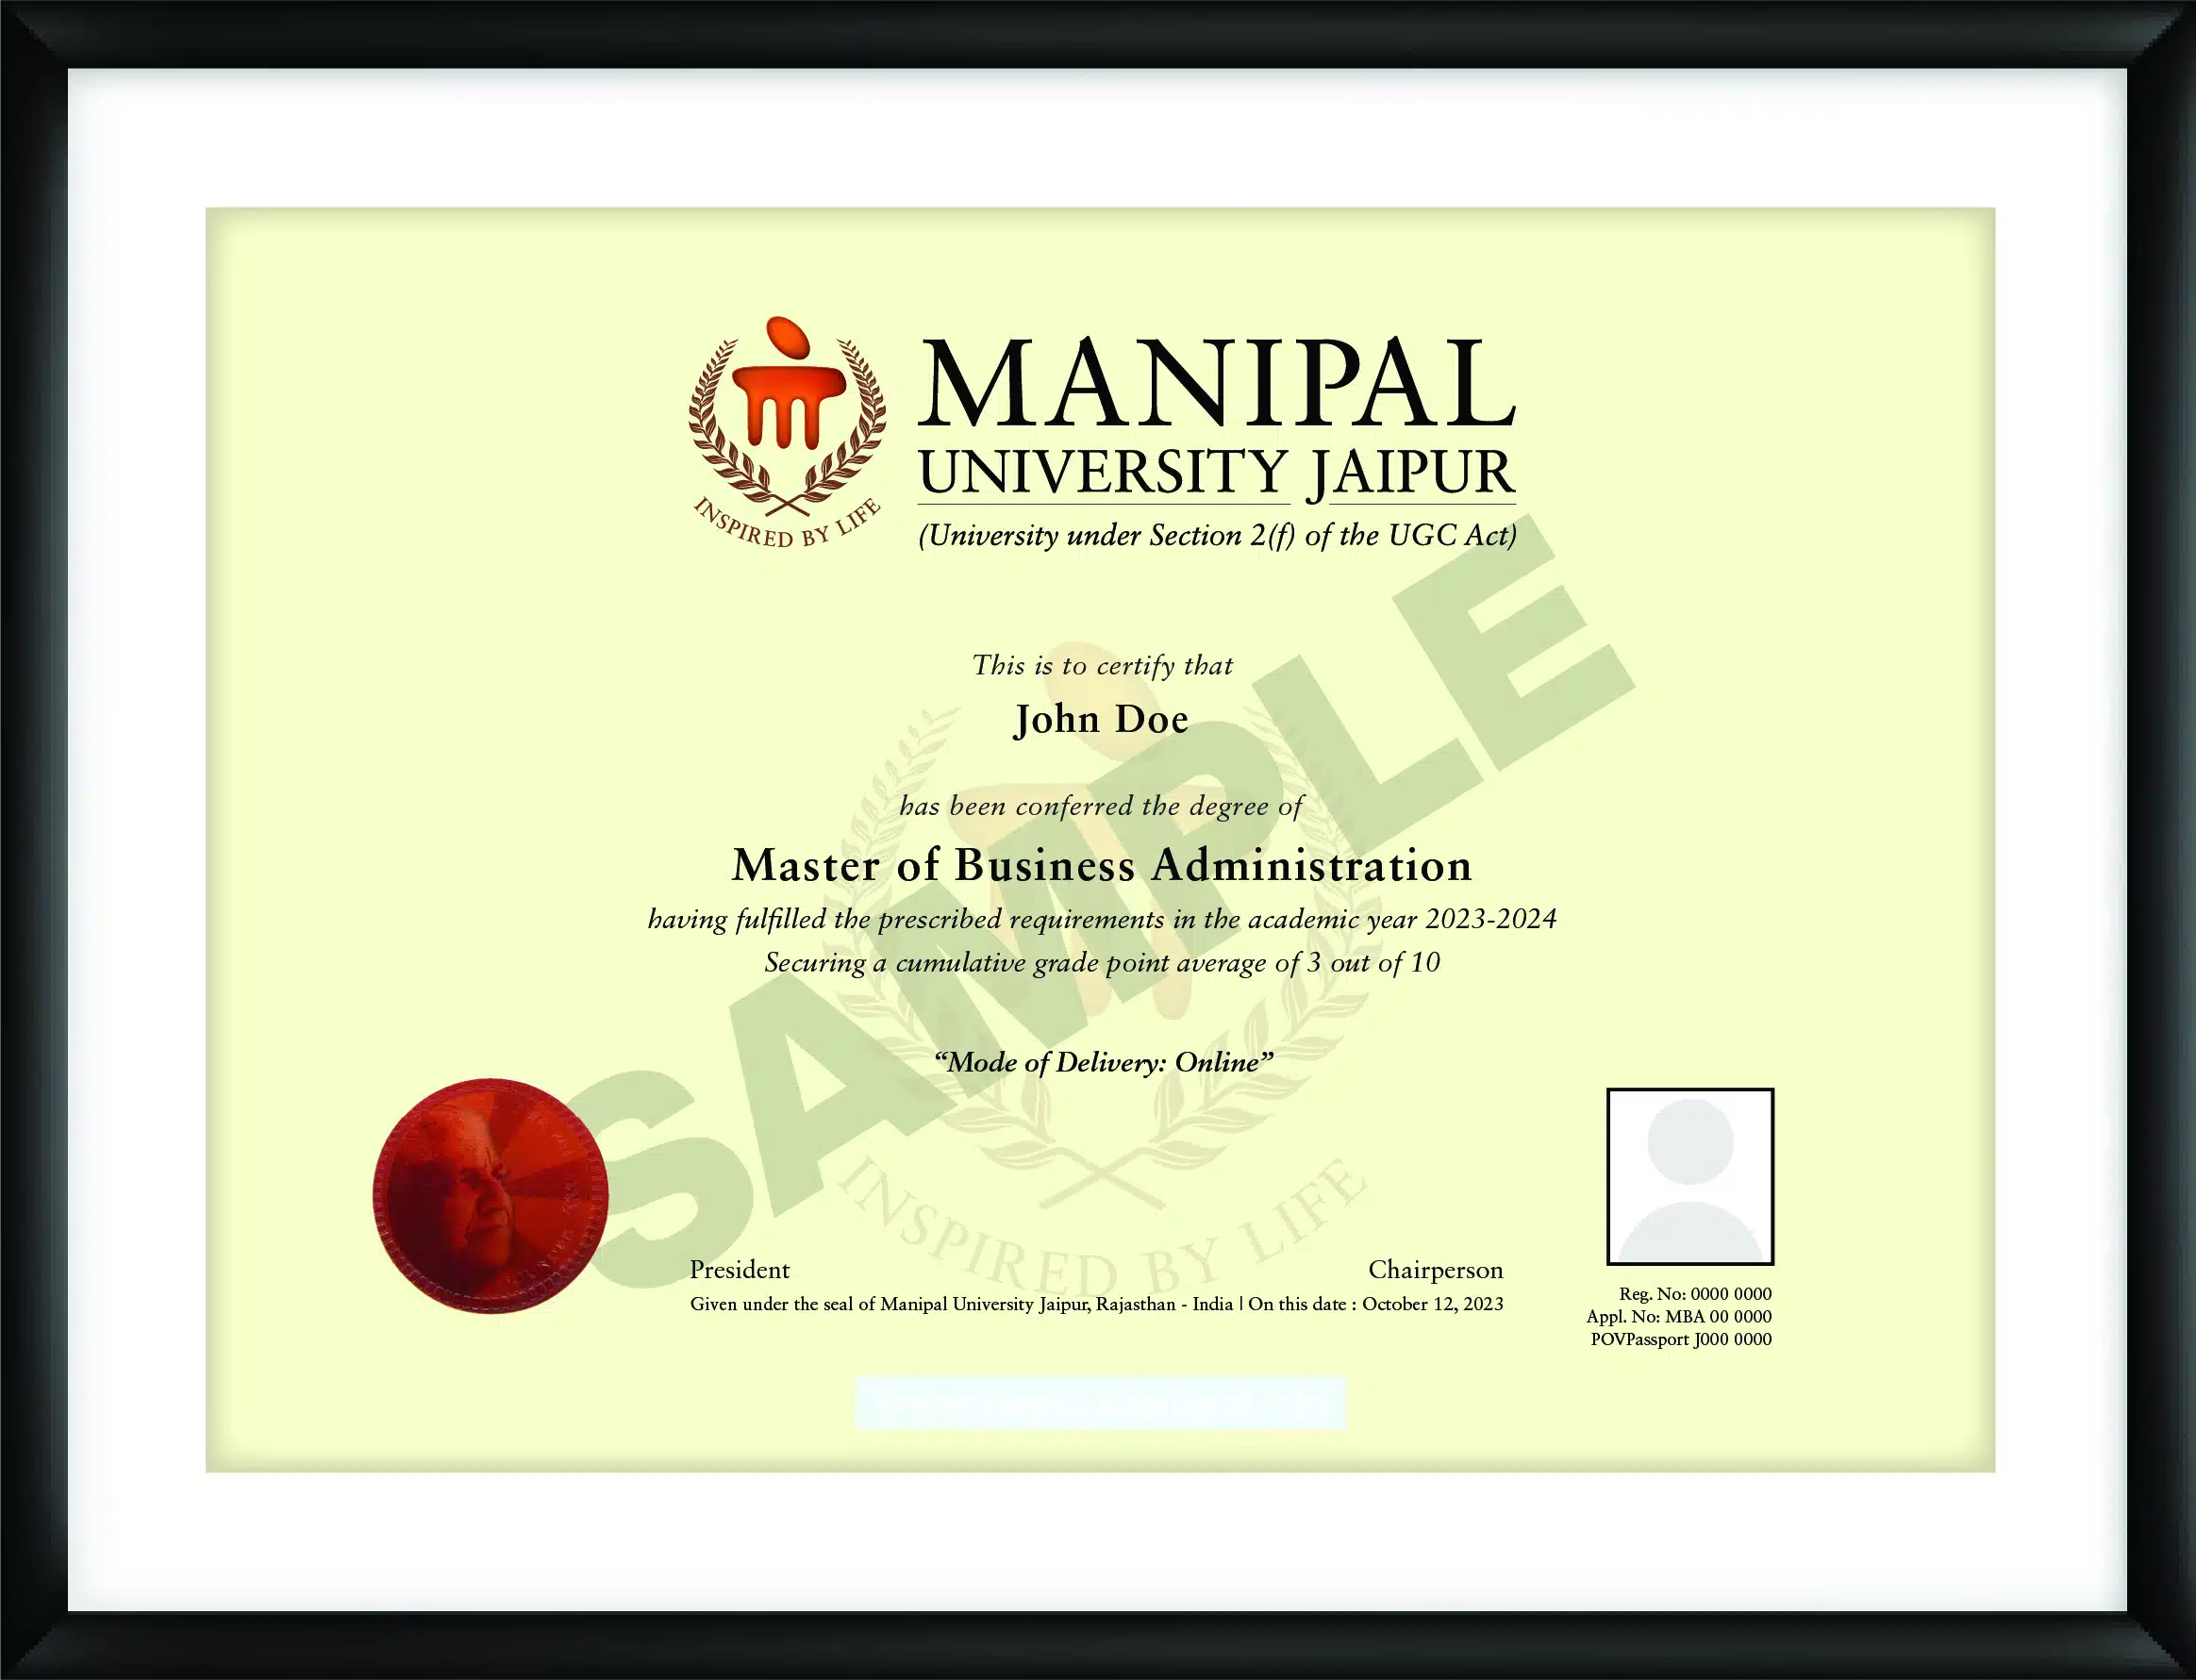 MANIPAL
UNIVERSITY JAIPUR
(University under Section 2(f) of the UGC Act)
INSPIRED BY LIFE
This is to certify that
John Doe
has been conferred the degree of
Master of Business Administration
having fulfilled the prescribed requirements in the academic year 2023-2024
Securing a cumulative grade point average of 3 out of 10
"Mode of Delivery: Online"
SAMPLE
INSPIRED BY LIFE
President
Chairperson
Given under the seal of Manipal University Jaipur, Rajasthan - India | On this date : October 12, 2023
Reg. No: 0000 0000
Appl. No: MBA 00 0000
POVPassport J000 0000